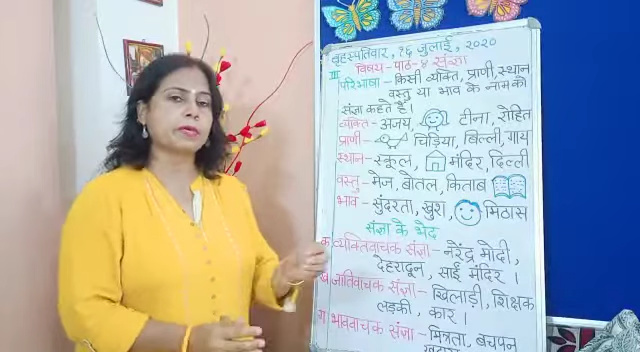 बृहस्पतिवार, १६ जुलाई, २०२०
III विषय - पाठ-४ संज्ञा
परिभाषा - किसी व्यक्ति, प्राणी, स्थान
वस्तु या भाव के नाम को
संज्ञा कहते हैं।
व्यक्ति - अजय, टीना, रोहित
प्राणी - चिड़िया, बिल्ली, गाय
स्थान - स्कूल, मंदिर, दिल्ली
वस्तु - मेज, बोतल, किताब
भाव - सुंदरता, खुश, मिठास
संज्ञा के भेद
क व्यक्तिवाचक संज्ञा - नरेंद्र मोदी,
देहरादून, साई मंदिर।
ख जातिवाचक संज्ञा - खिलाड़ी, शिक्षक
लड़की, कार।
ग भाववाचक संज्ञा - मित्रता, बचपन